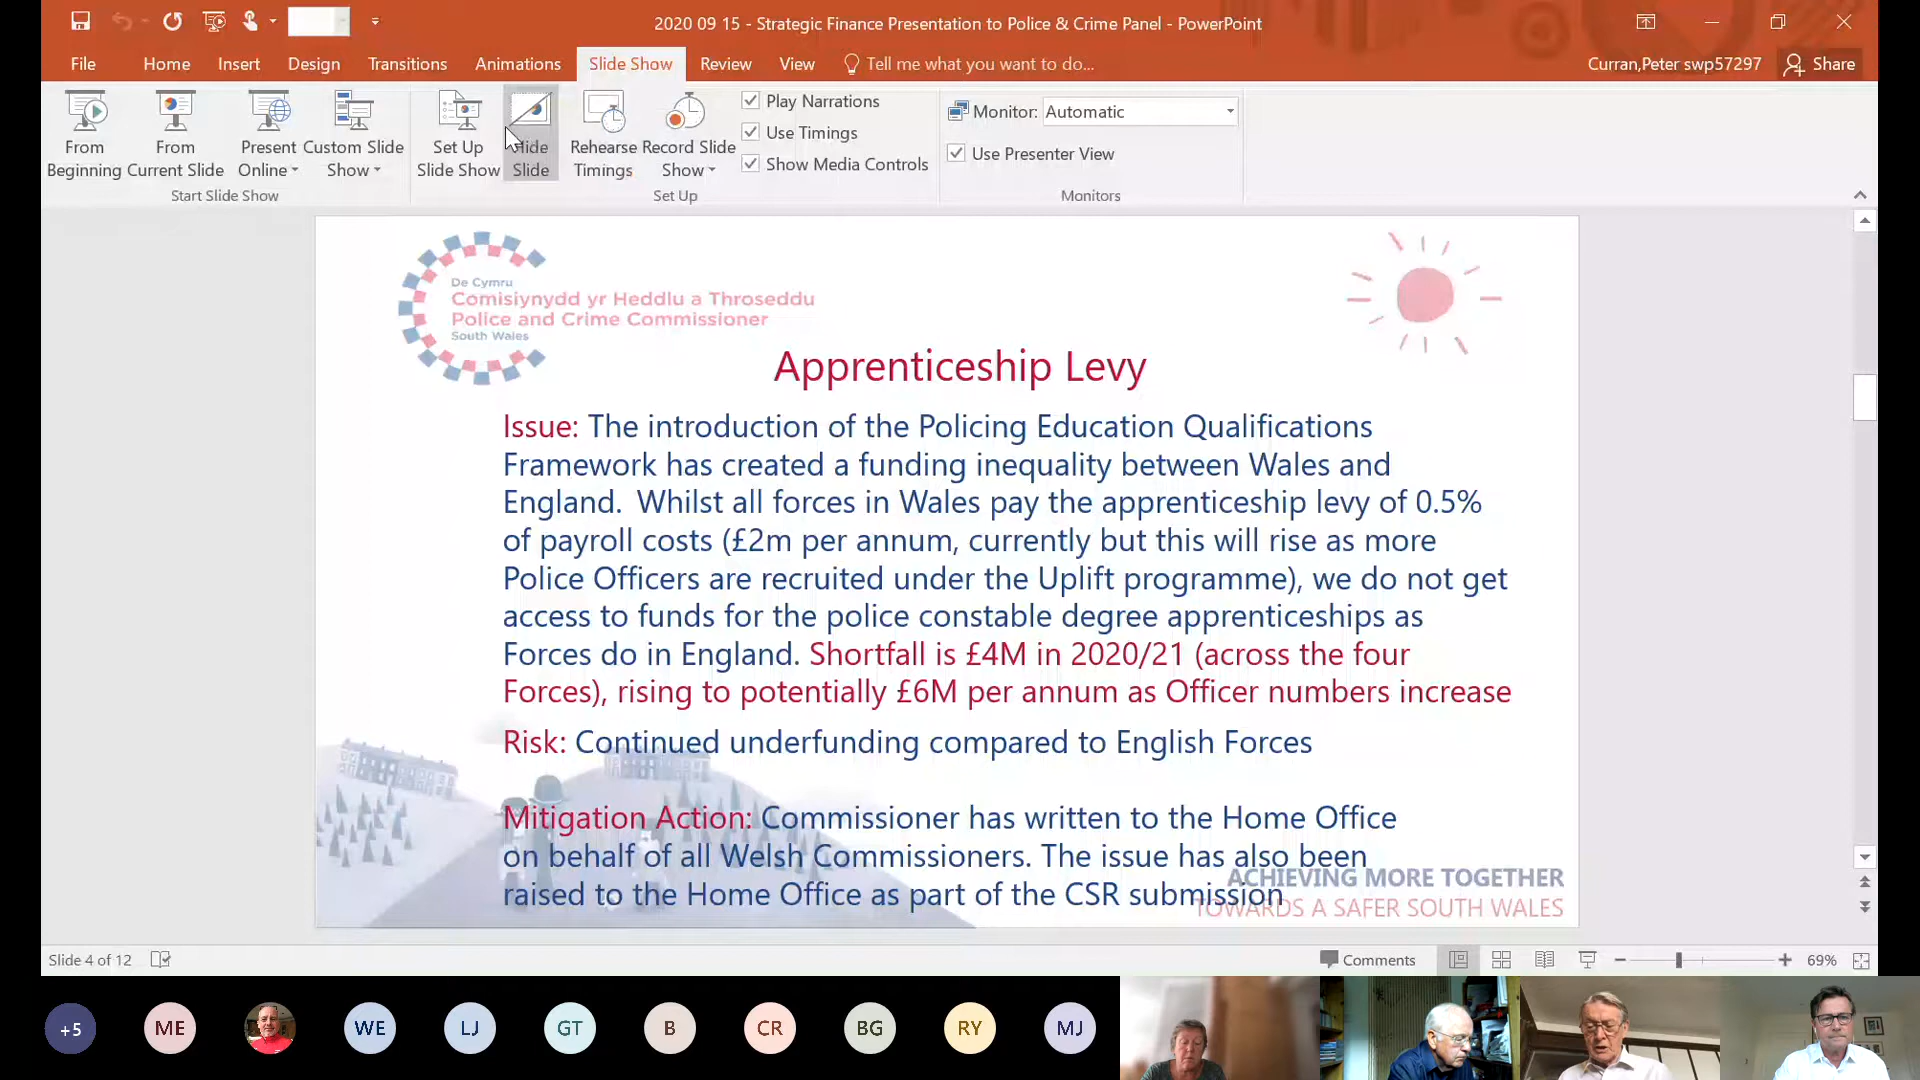 2020 09 15 - Strategic Finance Presentation to Police & Crime Panel - PowerPoint
File Home Insert Design Transitions Animations Slide Show Review View Tell me what you want to do... Curran,Peter swp57297 Share
From Beginning
From Current Slide
Present Online
Custom Slide Show
Set Up Slide Show
Hide Slide
Rehearse Timings
Record Slide Show
Play Narrations
Use Timings
Show Media Controls
Monitor: Automatic
Use Presenter View
Start Slide Show
Set Up
Monitors
De Cymru
Comisiynydd yr Heddlu a Throseddu
Police and Crime Commissioner
South Wales
Apprenticeship Levy
Issue: The introduction of the Policing Education Qualifications
Framework has created a funding inequality between Wales and
England. Whilst all forces in Wales pay the apprenticeship levy of 0.5%
of payroll costs (£2m per annum, currently but this will rise as more
Police Officers are recruited under the Uplift programme), we do not get
access to funds for the police constable degree apprenticeships as
Forces do in England. Shortfall is £4M in 2020/21 (across the four
Forces), rising to potentially £6M per annum as Officer numbers increase
Risk: Continued underfunding compared to English Forces
Mitigation Action: Commissioner has written to the Home Office
on behalf of all Welsh Commissioners. The issue has also been
raised to the Home Office as part of the CSR submission
ACHIEVING MORE TOGETHER
TOWARDS A SAFER SOUTH WALES
Slide 4 of 12
Comments
69%
+5 ME WE LJ GT B CR BG RY MJ